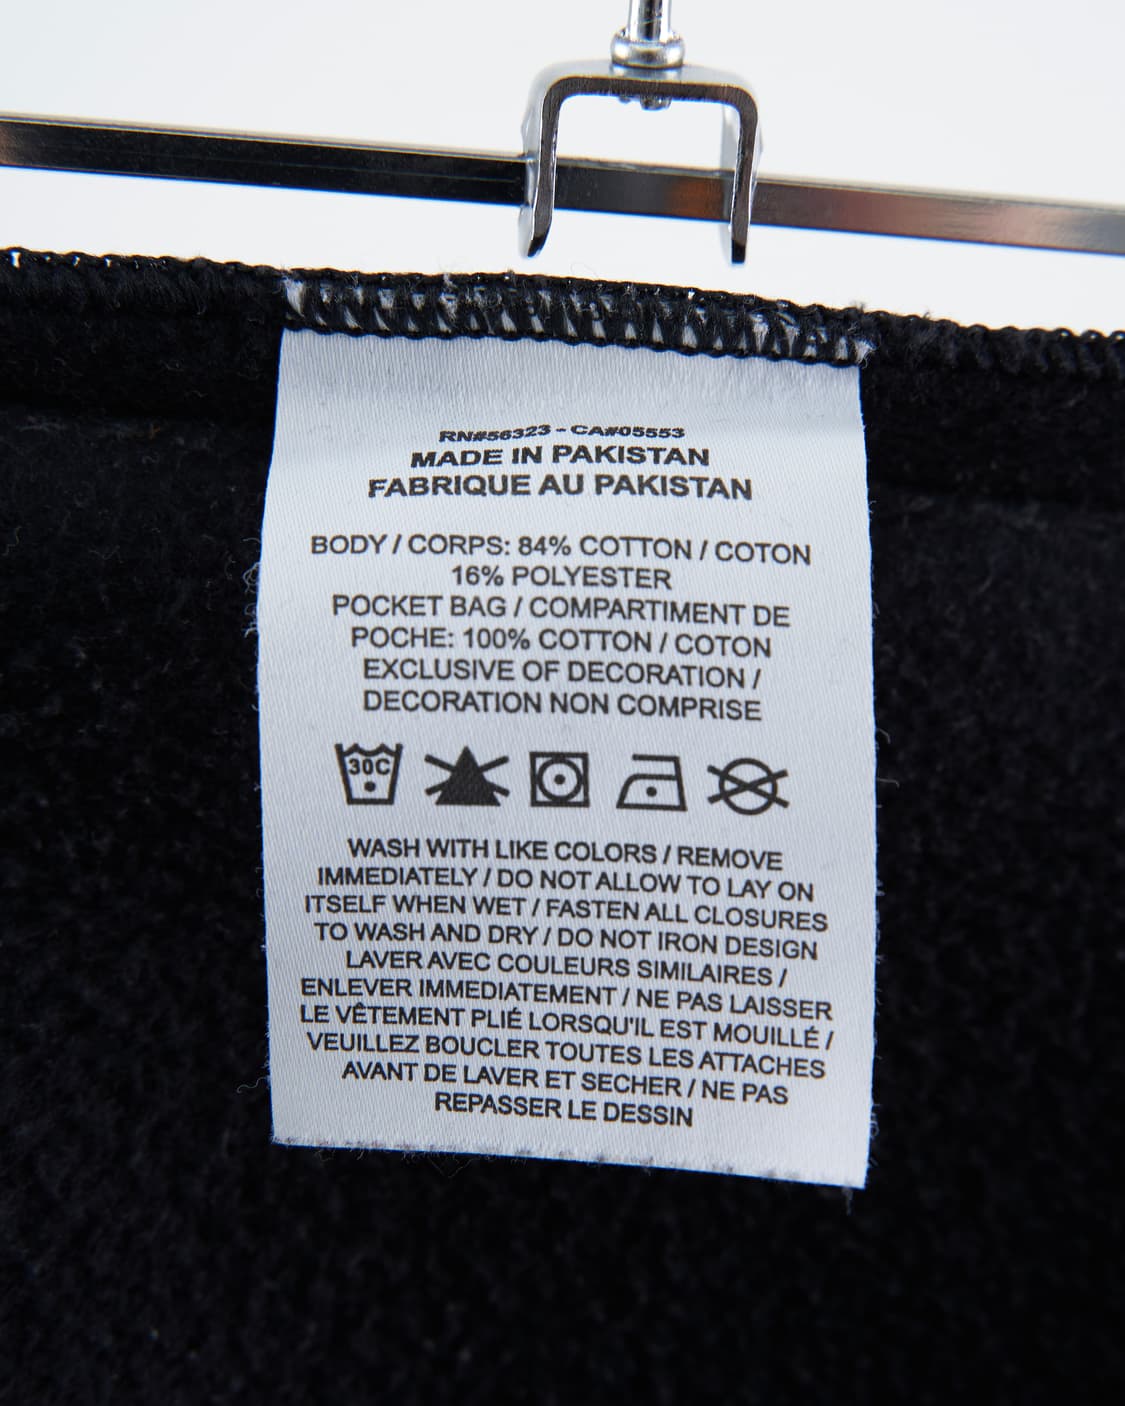 RN#56323 - CA#05553
MADE IN PAKISTAN
FABRIQUE AU PAKISTAN
BODY / CORPS: 84% COTTON / COTON
16% POLYESTER
POCKET BAG / COMPARTIMENT DE
POCHE: 100% COTTON / COTON
EXCLUSIVE OF DECORATION /
DECORATION NON COMPRISE
30C
WASH WITH LIKE COLORS / REMOVE
IMMEDIATELY / DO NOT ALLOW TO LAY ON
ITSELF WHEN WET / FASTEN ALL CLOSURES
TO WASH AND DRY / DO NOT IRON DESIGN
LAVER AVEC COULEURS SIMILAIRES /
ENLEVER IMMEDIATEMENT / NE PAS LAISSER
LE VÊTEMENT PLIÉ LORSQU'IL EST MOUILLÉ /
VEUILLEZ BOUCLER TOUTES LES ATTACHES
AVANT DE LAVER ET SECHER / NE PAS
REPASSER LE DESSIN